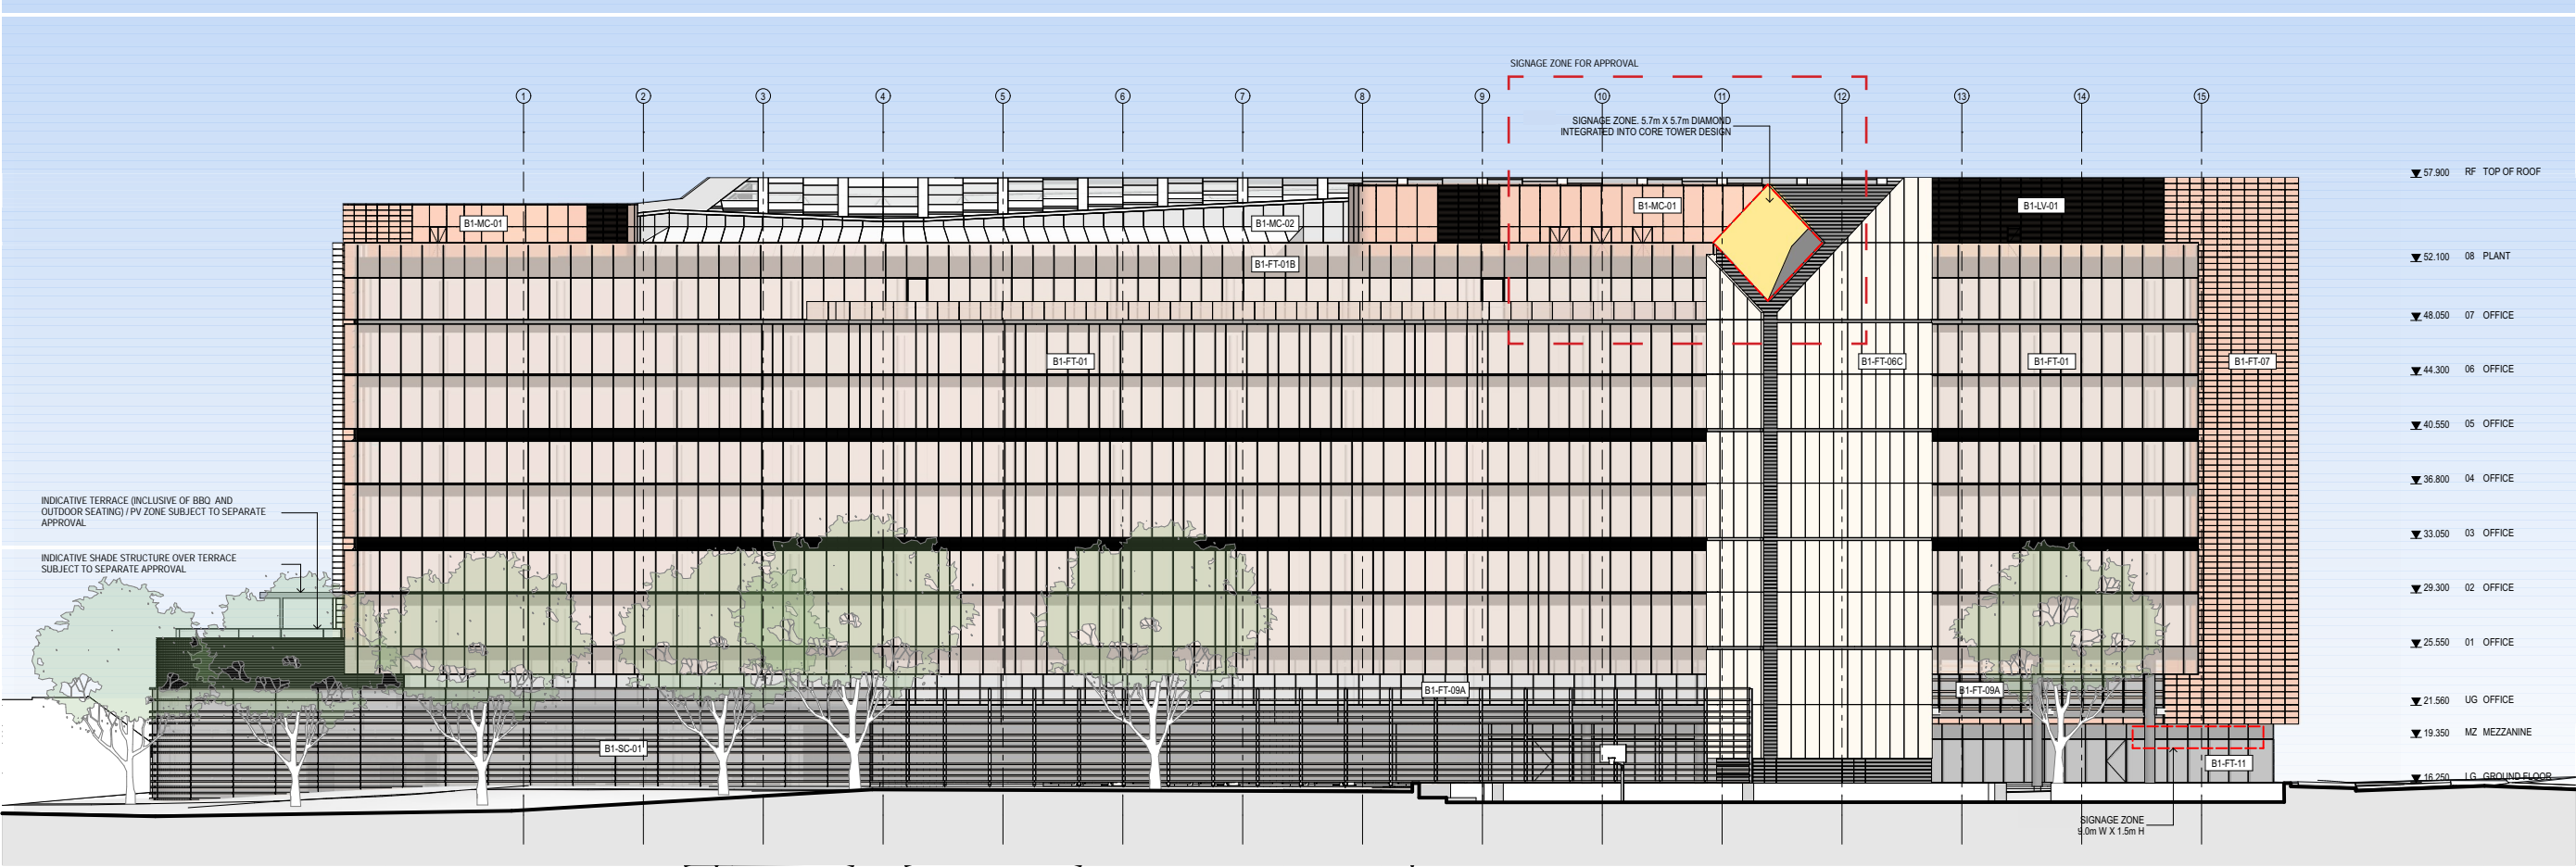 SIGNAGE ZONE FOR APPROVAL
1 2 3 4 5 6 7 8 9 10 11 12 13 14 15
SIGNAGE ZONE. 5.7m X 5.7m DIAMOND
INTEGRATED INTO CORE TOWER DESIGN
57.900 RF TOP OF ROOF
B1-MC-01
B1-MC-02
B1-MC-01
B1-LV-01
B1-FT-01B
52.100 08 PLANT
48.050 07 OFFICE
B1-FT-01
B1-FT-06C
B1-FT-01
B1-FT-07
44.300 06 OFFICE
40.550 05 OFFICE
36.800 04 OFFICE
INDICATIVE TERRACE (INCLUSIVE OF BBQ AND
OUTDOOR SEATING) / PV ZONE SUBJECT TO SEPARATE
APPROVAL
33.050 03 OFFICE
INDICATIVE SHADE STRUCTURE OVER TERRACE
SUBJECT TO SEPARATE APPROVAL
29.300 02 OFFICE
25.550 01 OFFICE
B1-FT-09A
B1-FT-09A
21.560 UG OFFICE
19.350 MZ MEZZANINE
B1-SC-01
B1-FT-11
16.250 LG GROUND FLOOR
SIGNAGE ZONE
9.0m W X 1.5m H